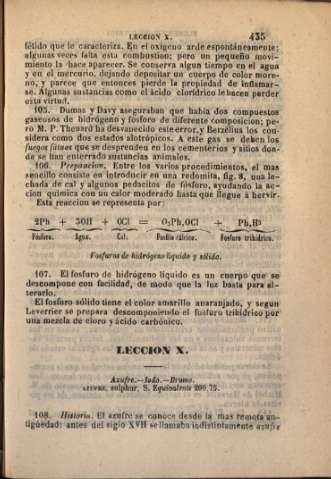 LECCION X. 435
fétido que le caracteriza. En el oxígeno arde espontáneamente;
algunas veces falta esta combustion; pero un pequeño movi-
miento la hace aparecer. Se conserva algun tiempo en el agua
y en el mercurio, dejando depositar un cuerpo de color more-
no, y parece que entonces pierde la propiedad de inflamar-
se. Algunas sustancias como el ácido clorídrico le hacen perder
esta virtud.
105. Dumas y Davy aseguraban que habia dos compuestos
gaseosos de hidrógeno y fósforo de diferente composicion; pe-
ro M. P. Thenard ha desvanecido este error, y Berzélius los con-
sidera como dos estados alotrópicos. A este gas se deben los
fuegos fátuos que se desprenden en los cementerios y sitios don-
de se han enterrado sustancias animales.
106. Preparacion. Entre los varios procedimientos, el mas
sencillo consiste en introducir en una redomita, fig. 8, una le-
chada de cal y algunos pedacitos de fósforo, ayudando la ac-
cion química con un calor moderado hasta que llegue á hervir.
Esta reaccion se representa por:
2Ph + 3OH + OCl = O3Ph,OCl + Ph,H3
Fósforo. Agua. Cal. Fosfito cálcico. Fosfuro trihídrico.
Fosfuros de hidrógeno líquido y sólido.
107. El fosfuro de hidrógeno líquido es un cuerpo que se
descompone con facilidad, de modo que la luz basta para al-
terarlo.
El fosfuro sólido tiene el color amarillo anaranjado, y segun
Leverrier se prepara descomponiendo el fosfuro trihídrico por
una mezcla de cloro y ácido carbónico.
LECCION X.
Azufre.—Iodo.—Bromo.
AZUFRE, sulphur, S. Equivalente 200,75.
108. Historia. El azufre se conoce desde la mas remota an-
tigüedad: antes del siglo XVII se llamaba indistintamente azufre